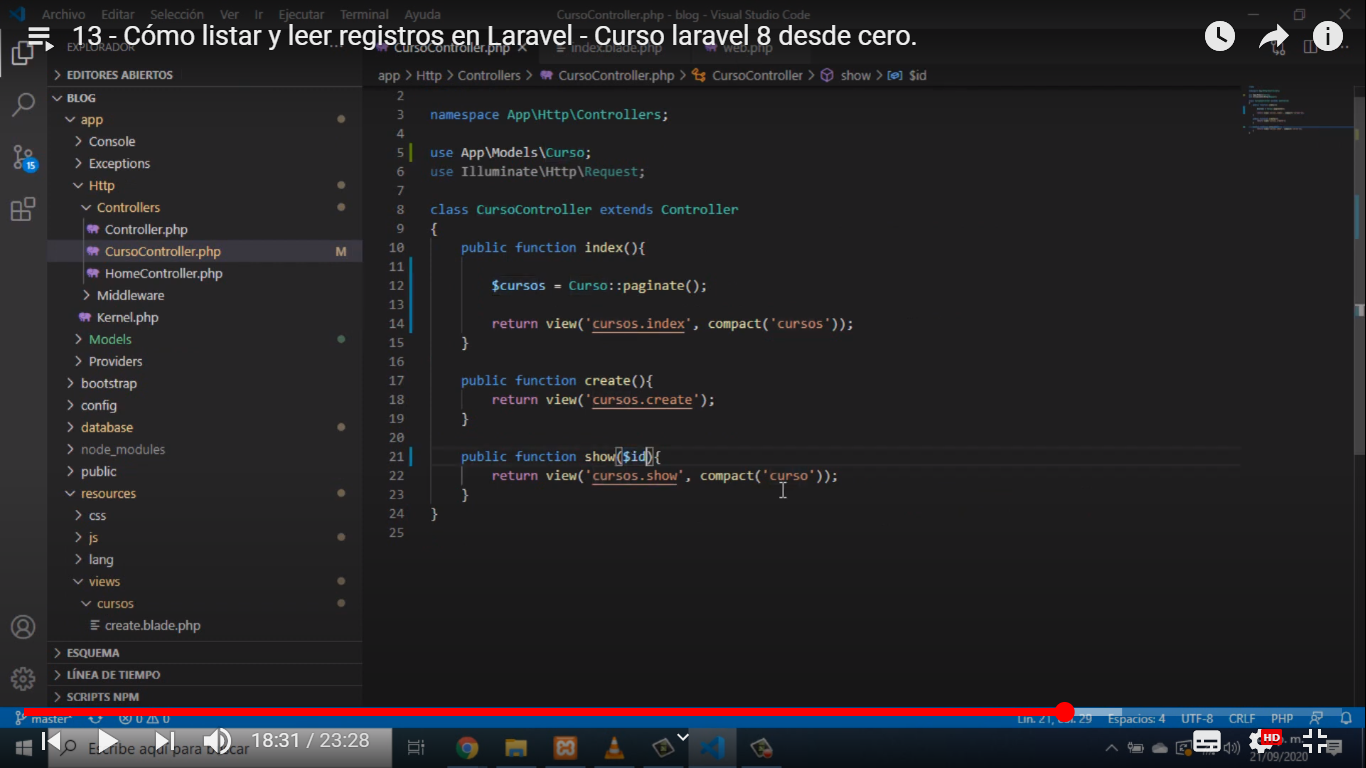 Archivo Editar Selección Ver Ir Ejecutar Terminal Ayuda CursoController.php - blog - Visual Studio Code
13 - Cómo listar y leer registros en Laravel - Curso laravel 8 desde cero.
EXPLORADOR
CursoController.php index.blade.php web.php
EDITORES ABIERTOS
app > Http > Controllers > CursoController.php > CursoController > show > $id
BLOG
app
Console
Exceptions
Http
Controllers
Controller.php
CursoController.php M
HomeController.php
Middleware
Kernel.php
Models
Providers
bootstrap
config
database
node_modules
public
resources
css
js
lang
views
cursos
create.blade.php
ESQUEMA
LÍNEA DE TIEMPO
SCRIPTS NPM
15
2
3 namespace App\Http\Controllers;
4
5 use App\Models\Curso;
6 use Illuminate\Http\Request;
7
8 class CursoController extends Controller
9 {
10 public function index(){
11
12 $cursos = Curso::paginate();
13
14 return view('cursos.index', compact('cursos'));
15 }
16
17 public function create(){
18 return view('cursos.create');
19 }
20
21 public function show($id){
22 return view('cursos.show', compact('curso'));
23 }
24 }
25
master* 0 0 Lín. 21, col. 29 Espacios: 4 UTF-8 CRLF PHP
18:31 / 23:28
Escribe aquí para buscar
HD
21/09/2020